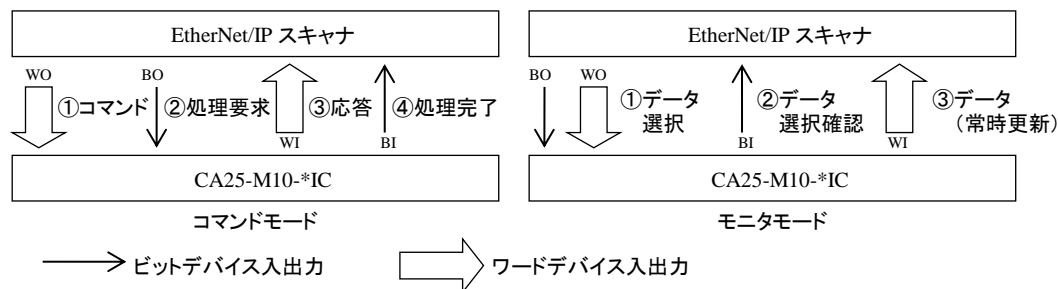 EtherNet/IP スキャナ
WO
BO
①コマンド
②処理要求
③応答
④処理完了
WI
BI
CA25-M10-*IC
コマンドモード
EtherNet/IP スキャナ
BO
WO
①データ
選択
②データ
選択確認
③データ
(常時更新)
BI
WI
CA25-M10-*IC
モニタモード
ビットデバイス入出力
ワードデバイス入出力